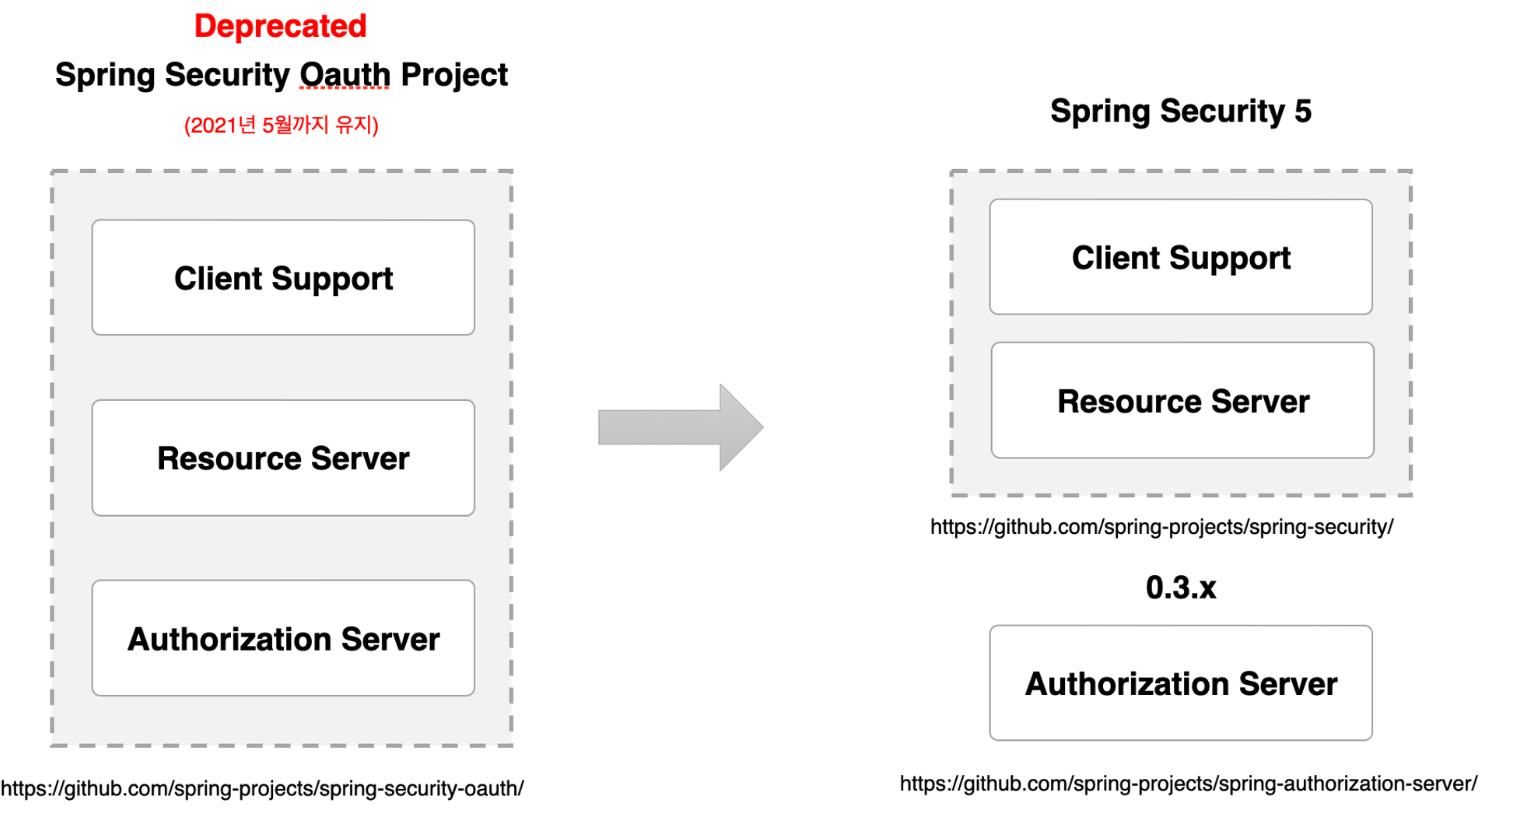 Deprecated
Spring Security Oauth Project
(2021년 5월까지 유지)
Client Support
Resource Server
Authorization Server
https://github.com/spring-projects/spring-security-oauth/
Spring Security 5
Client Support
Resource Server
https://github.com/spring-projects/spring-security/
0.3.x
Authorization Server
https://github.com/spring-projects/spring-authorization-server/